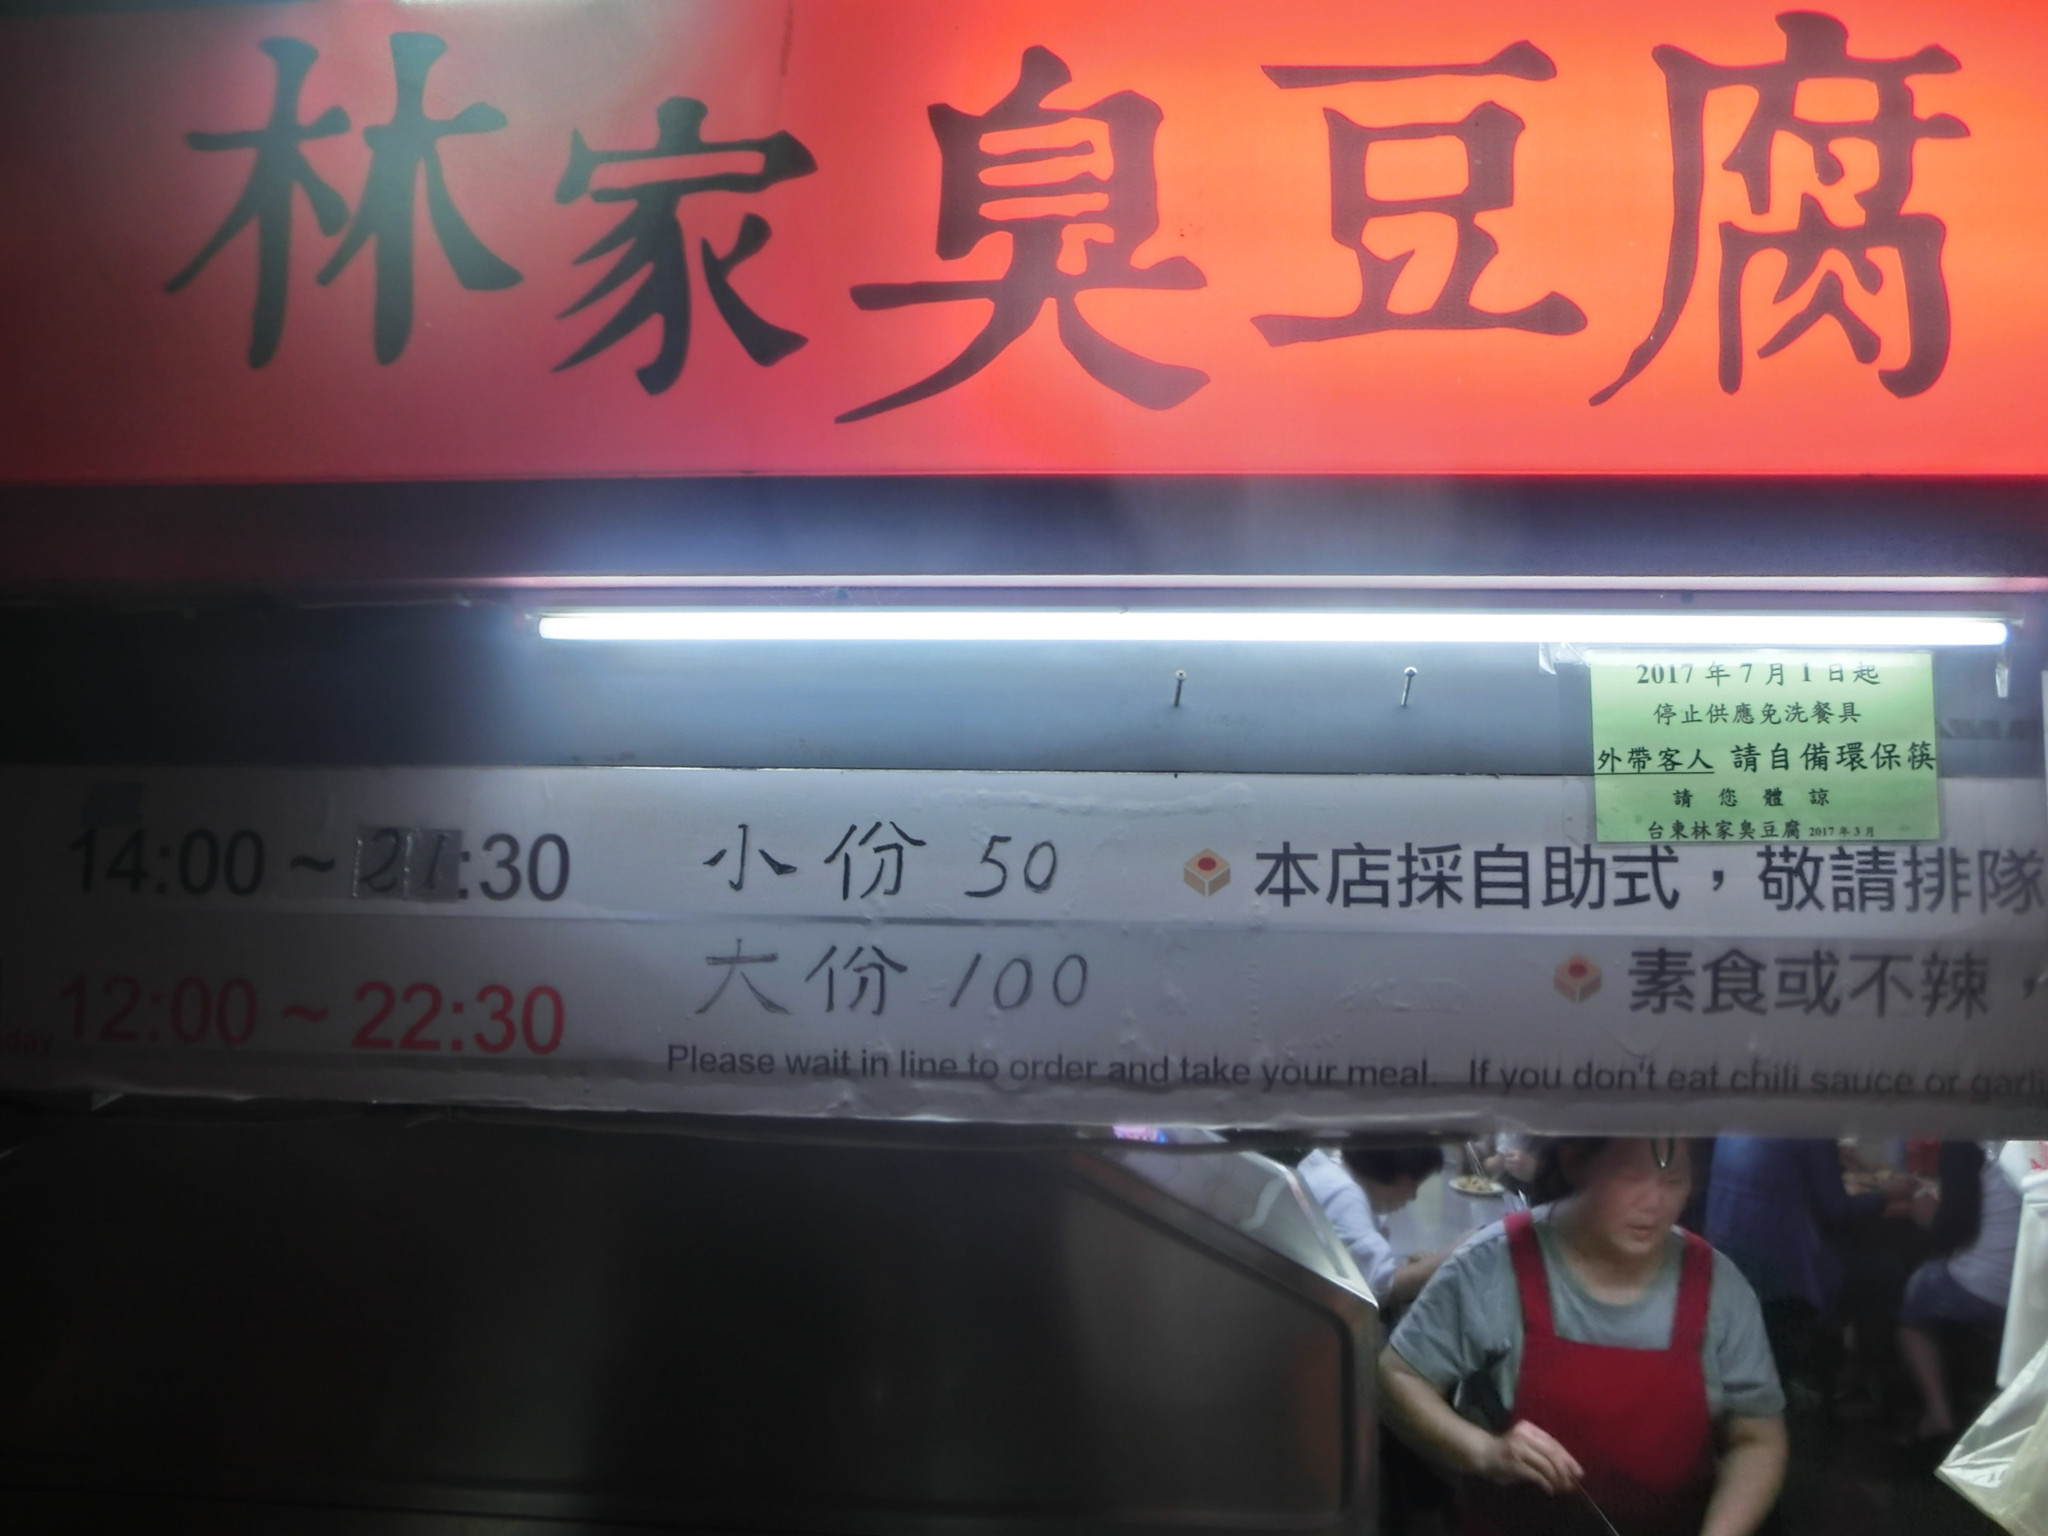 林家臭豆腐
2017年7月1日起
停止供應免洗餐具
外帶客人 請自備環保筷
請您體諒
台東林家臭豆腐 2017年3月
14:00 ~ 21:30
小份 50
本店採自助式，敬請排隊
大份 100
素食或不辣，
day 12:00 ~ 22:30
Please wait in line to order and take your meal. If you don't eat chili sauce or garli